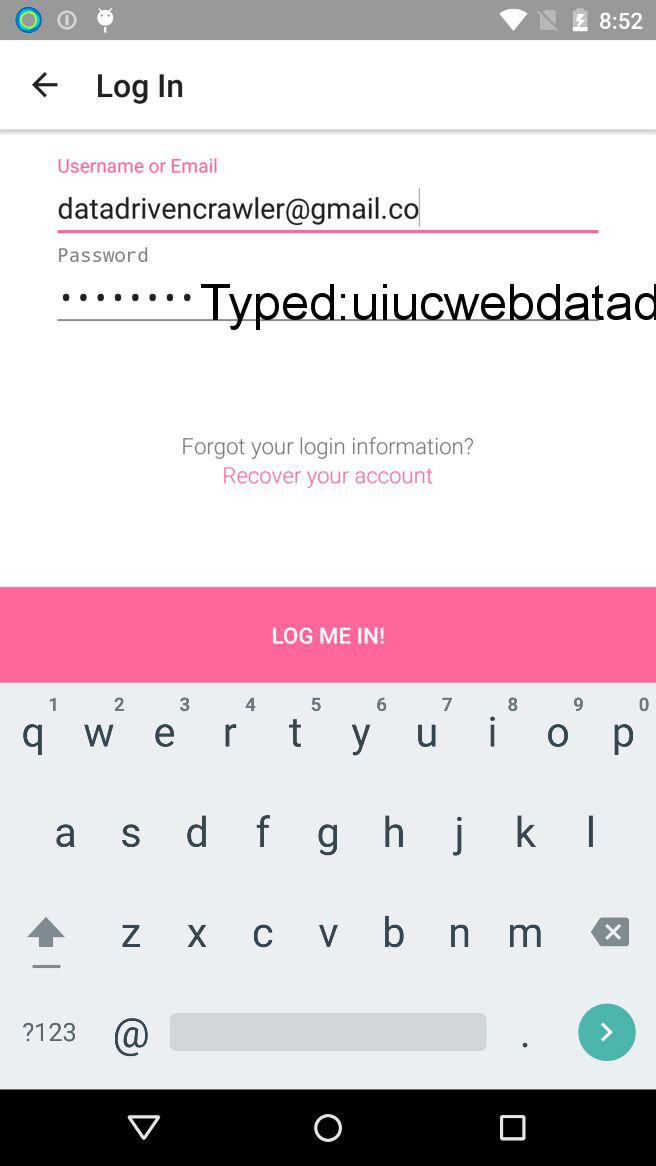 8:52
Log In
Username or Email
datadrivencrawler@gmail.co
Password
••••••••Typed:uiucwebdatad
Forgot your login information?
Recover your account
LOG ME IN!
1 2 3 4 5 6 7 8 9 0
q w e r t y u i o p
a s d f g h j k l
z x c v b n m
?123 @ .